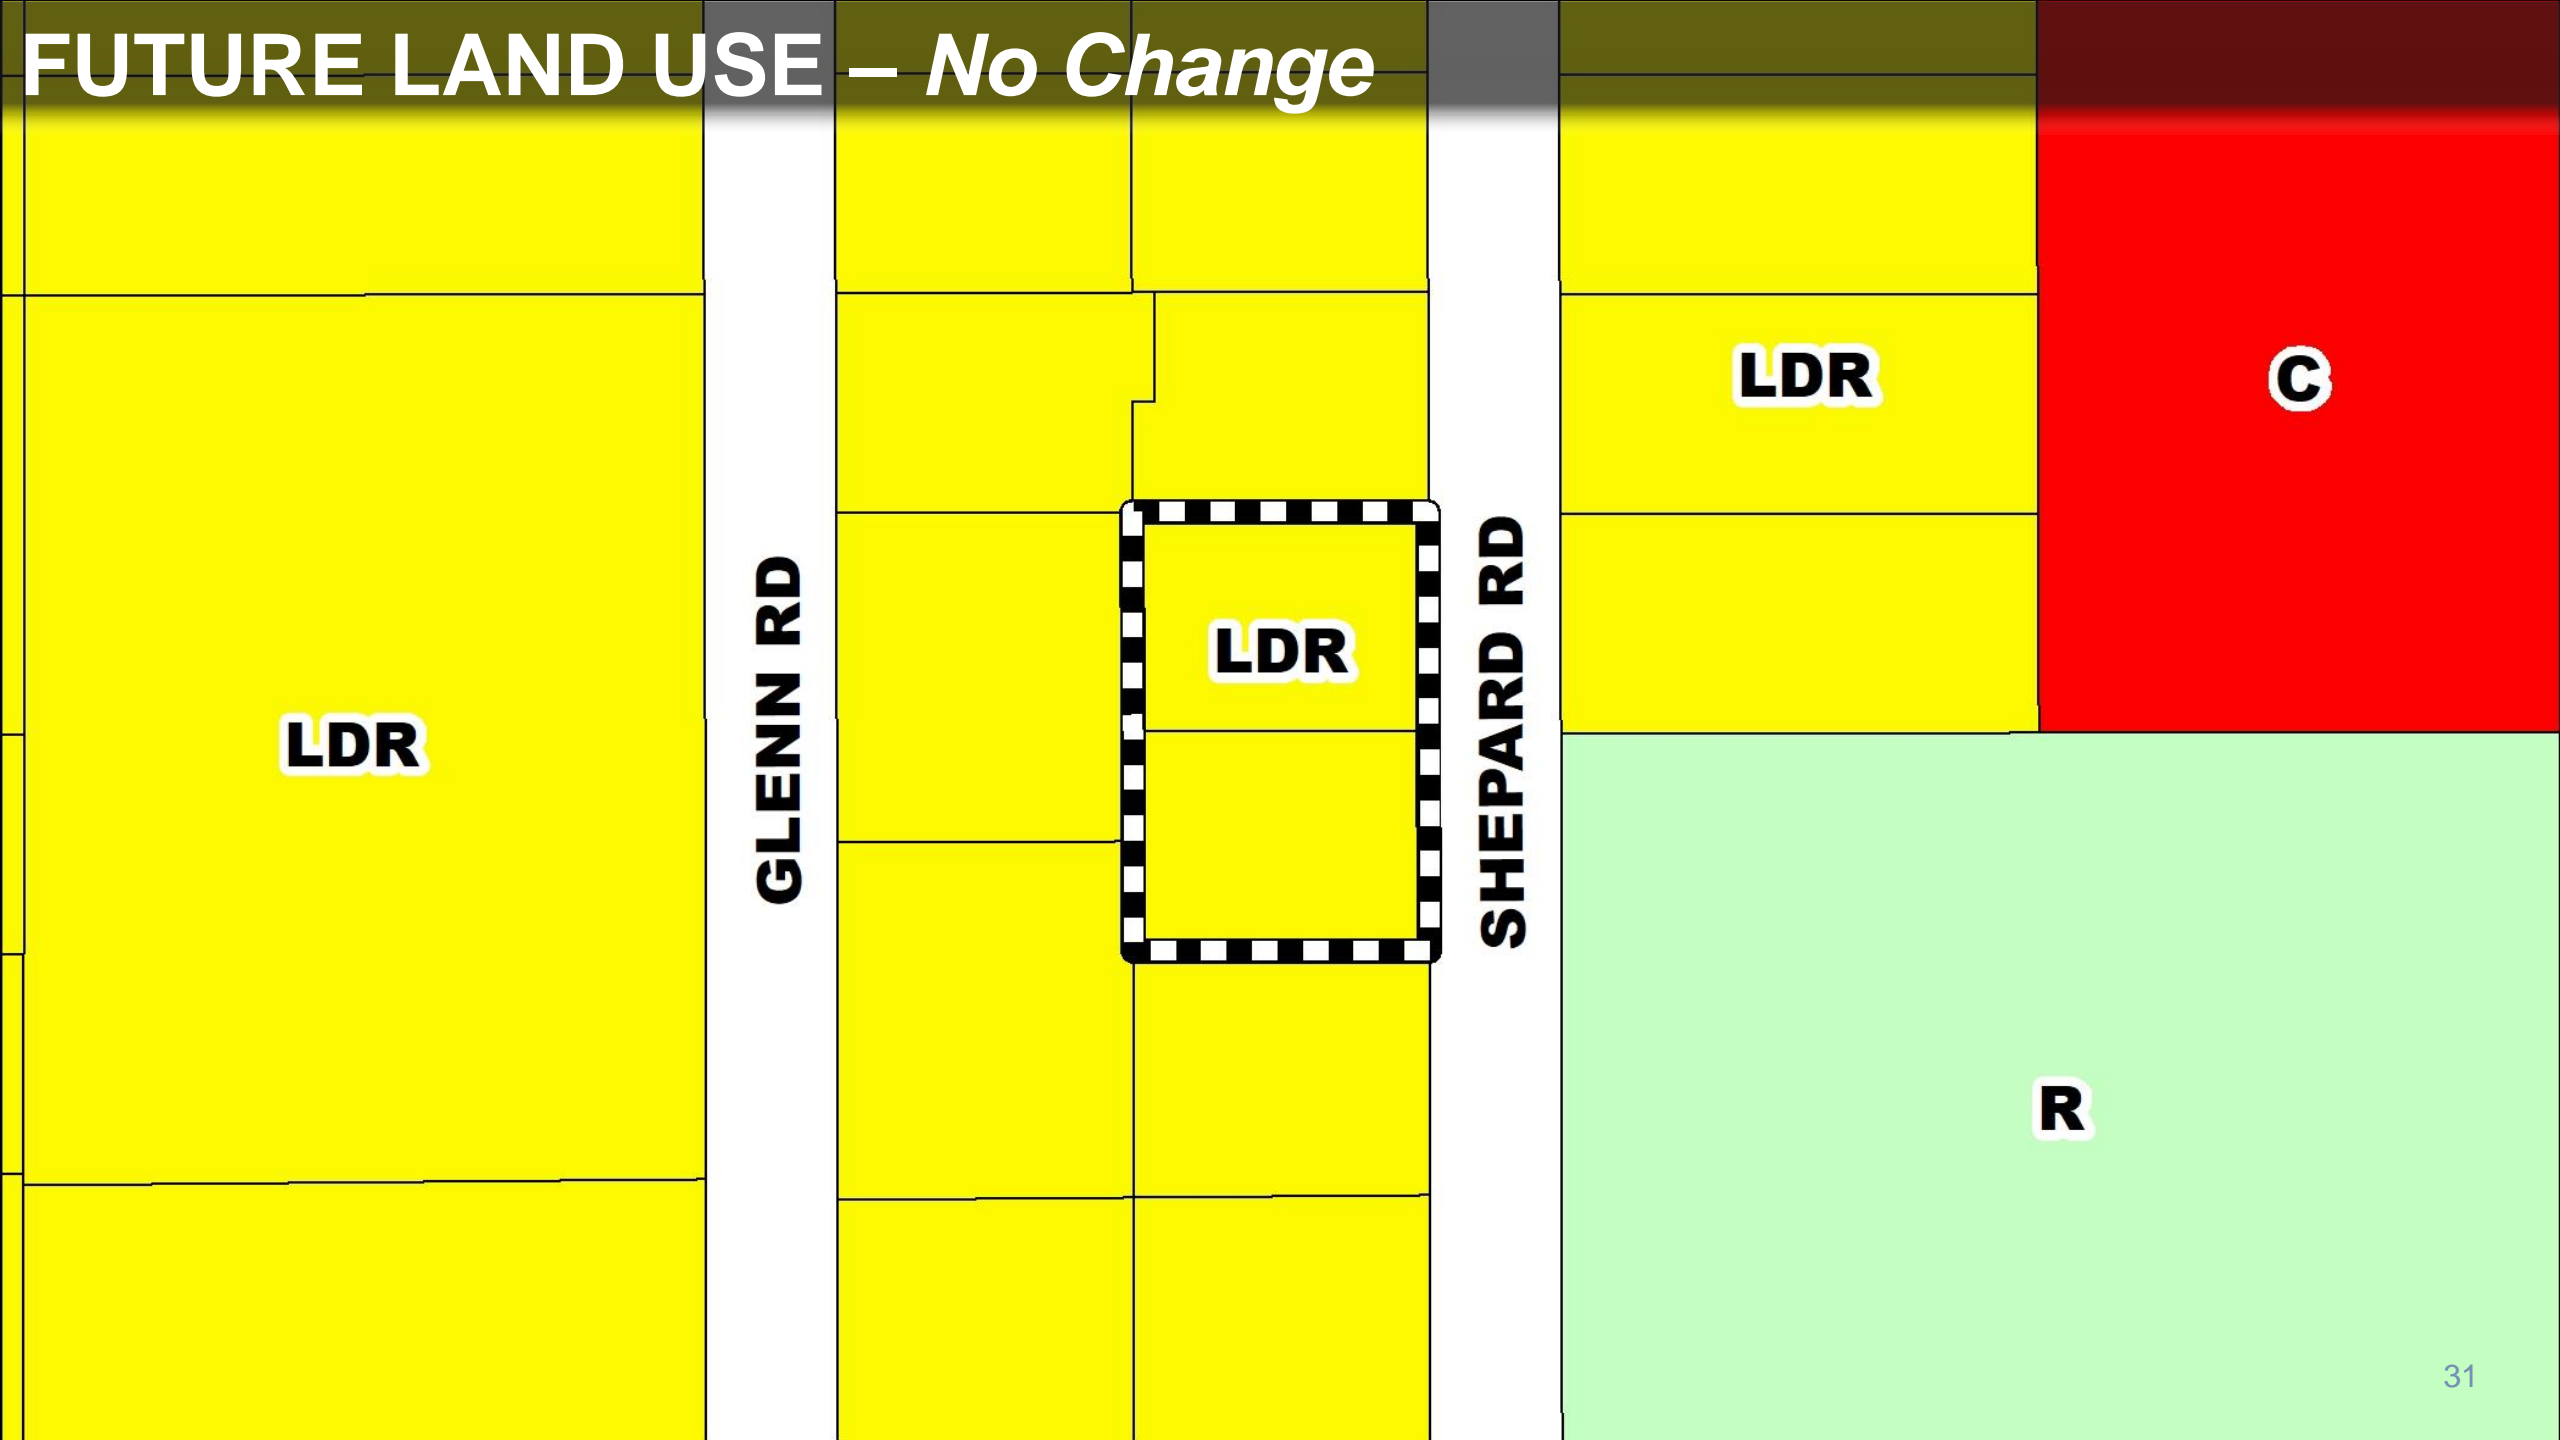 FUTURE LAND USE – No Change
LDR
C
LDR
LDR
GLENN RD
SHEPARD RD
R
31